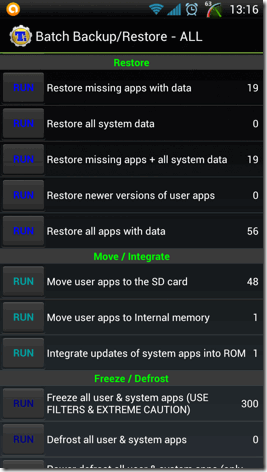 63 13:16
Batch Backup/Restore - ALL
Restore
RUN Restore missing apps with data 19
RUN Restore all system data 0
RUN Restore missing apps + all system data 19
RUN Restore newer versions of user apps 0
RUN Restore all apps with data 56
Move / Integrate
RUN Move user apps to the SD card 48
RUN Move user apps to Internal memory 1
RUN Integrate updates of system apps into ROM 1
Freeze / Defrost
RUN Freeze all user & system apps (USE
FILTERS & EXTREME CAUTION) 300
RUN Defrost all user & system apps 0